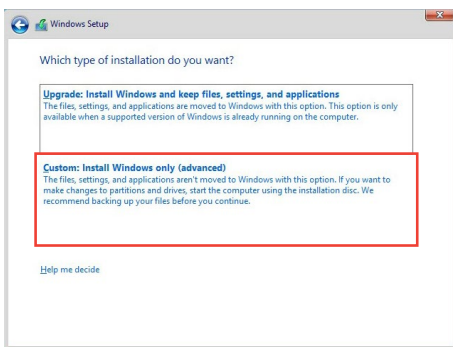 Windows Setup
Which type of installation do you want?
Upgrade: Install Windows and keep files, settings, and applications
The files, settings, and applications are moved to Windows with this option. This option is only
available when a supported version of Windows is already running on the computer.
Custom: Install Windows only (advanced)
The files, settings, and applications aren't moved to Windows with this option. If you want to
make changes to partitions and drives, start the computer using the installation disc. We
recommend backing up your files before you continue.
Help me decide